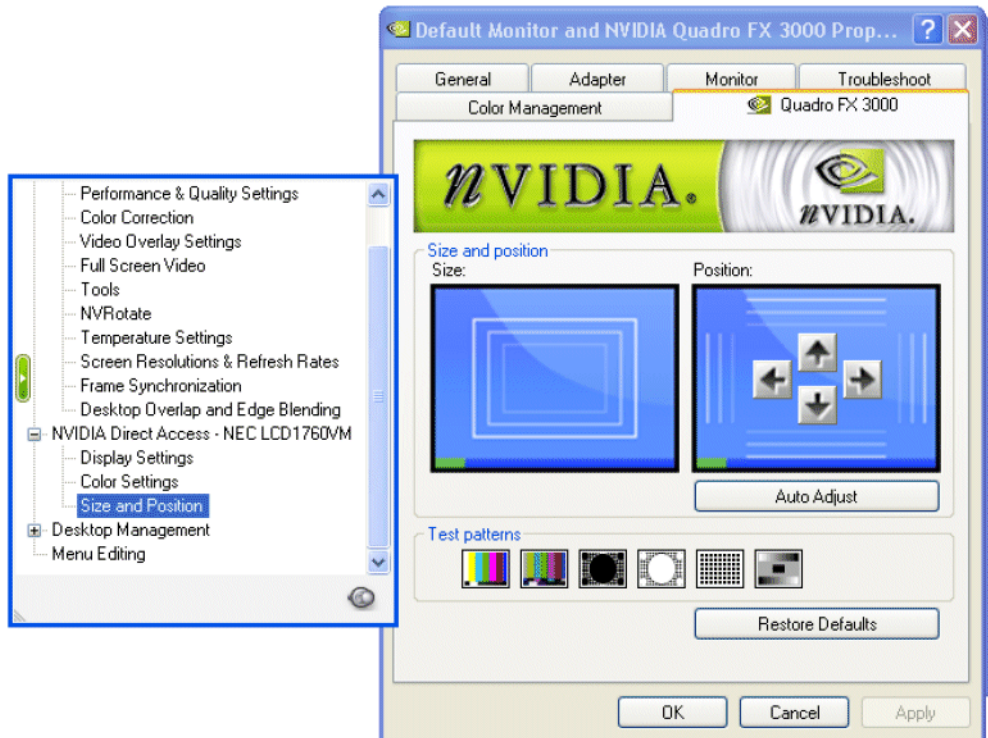 Default Monitor and NVIDIA Quadro FX 3000 Prop...
General
Adapter
Monitor
Troubleshoot
Color Management
Quadro FX 3000
nVIDIA.
nVIDIA.
Performance & Quality Settings
Color Correction
Video Overlay Settings
Full Screen Video
Tools
NVRotate
Temperature Settings
Screen Resolutions & Refresh Rates
Frame Synchronization
Desktop Overlap and Edge Blending
NVIDIA Direct Access - NEC LCD1760VM
Display Settings
Color Settings
Size and Position
Desktop Management
Menu Editing
Size and position
Size:
Position:
Auto Adjust
Test patterns
Restore Defaults
OK
Cancel
Apply